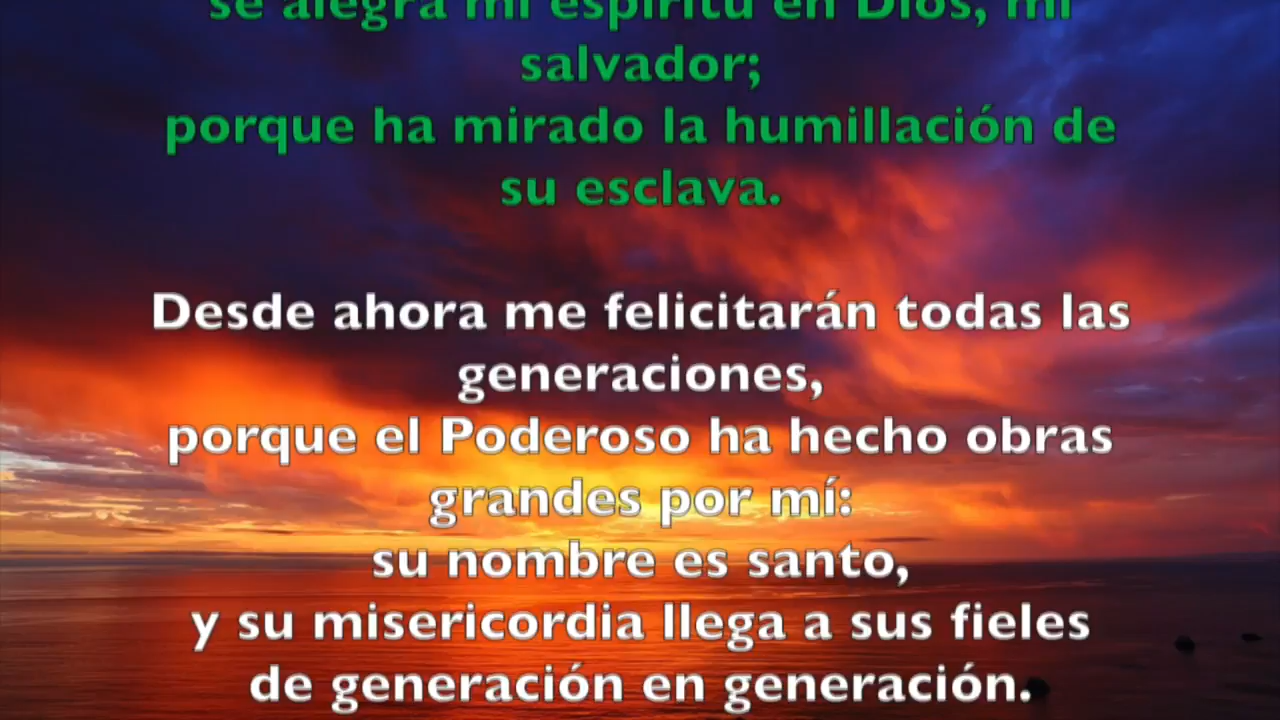 se alegra mi espíritu en Dios, mi
salvador;
porque ha mirado la humillación de
su esclava.
Desde ahora me felicitarán todas las
generaciones,
porque el Poderoso ha hecho obras
grandes por mí:
su nombre es santo,
y su misericordia llega a sus fieles
de generación en generación.